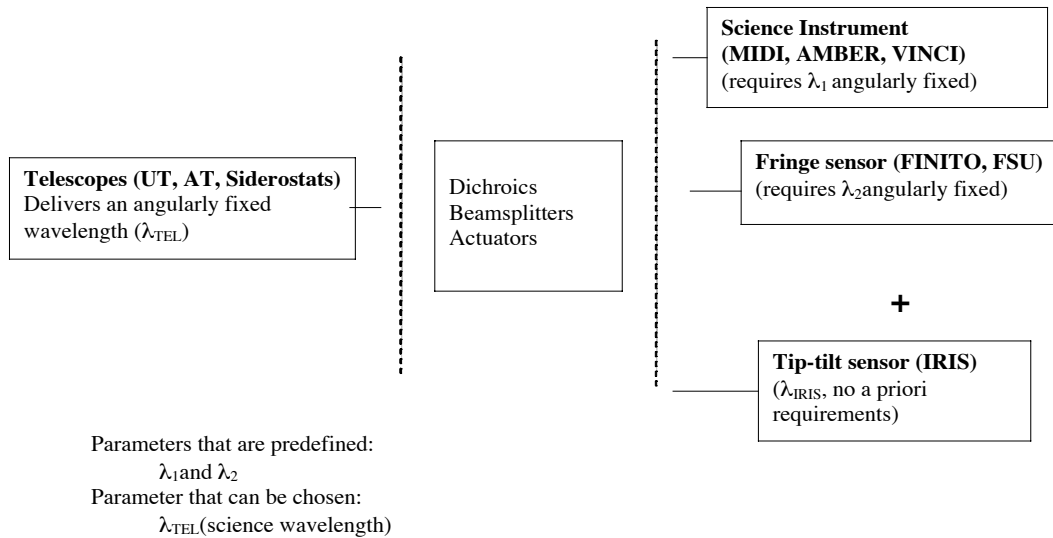 Science Instrument
(MIDI, AMBER, VINCI)
(requires λ1 angularly fixed)
Telescopes (UT, AT, Siderostats)
Delivers an angularly fixed
wavelength (λTEL)
Dichroics
Beamsplitters
Actuators
Fringe sensor (FINITO, FSU)
(requires λ2angularly fixed)
+
Tip-tilt sensor (IRIS)
(λIRIS, no a priori
requirements)
Parameters that are predefined:
λ1and λ2
Parameter that can be chosen:
λTEL(science wavelength)